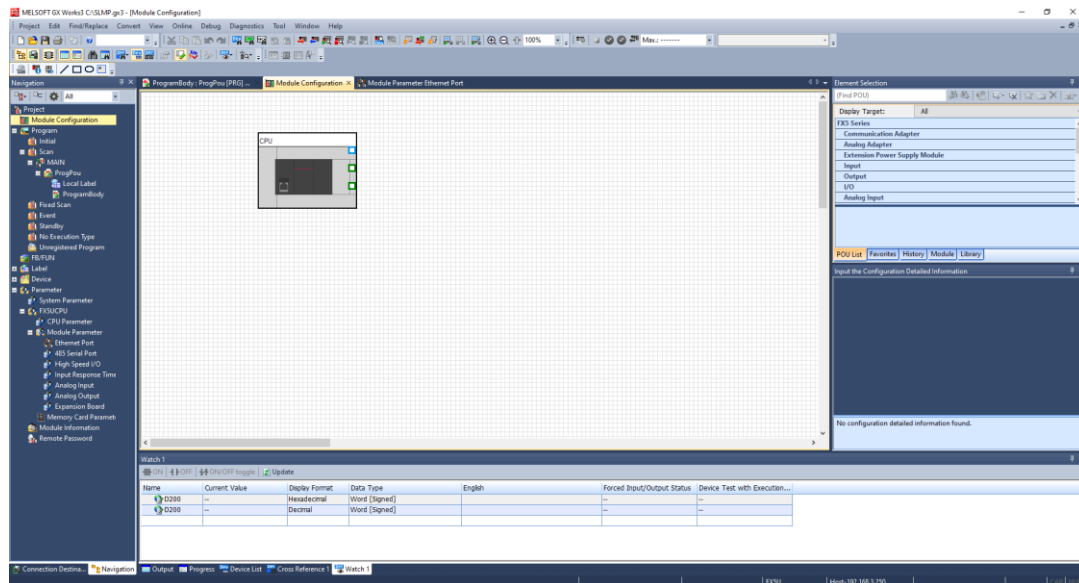 MELSOFT GX Works3 C:\SLMP.gx3 - [Module Configuration]
Project Edit Find/Replace Convert View Online Debug Diagnostics Tool Window Help
100%
Max.: --------
Navigation
ProgramBody : ProgPou [PRG] ...
Module Configuration
Module Parameter Ethernet Port
Element Selection
All
(Find POU)
Project
Module Configuration
Program
Initial
Scan
MAIN
ProgPou
Local Label
ProgramBody
Fixed Scan
Event
Standby
No Execution Type
Unregistered Program
FB/FUN
Label
Device
Parameter
System Parameter
FX5UCPU
CPU Parameter
Module Parameter
Ethernet Port
485 Serial Port
High Speed I/O
Input Response Time
Analog Input
Analog Output
Expansion Board
Memory Card Paramet
Module Information
Remote Password
CPU
Display Target: All
FX5 Series
Communication Adapter
Analog Adapter
Extension Power Supply Module
Input
Output
I/O
Analog Input
POU List Favorites History Module Library
Input the Configuration Detailed Information
No configuration detailed information found.
Watch 1
ON OFF ON/OFF toggle Update
Name Current Value Display Format Data Type English Forced Input/Output Status Device Test with Execution...
D200 -- Hexadecimal Word [Signed] -- --
D200 -- Decimal Word [Signed] -- --
Connection Destina... Navigation Output Progress Device List Cross Reference 1 Watch 1
FX5U Host-192.168.3.250 CAP